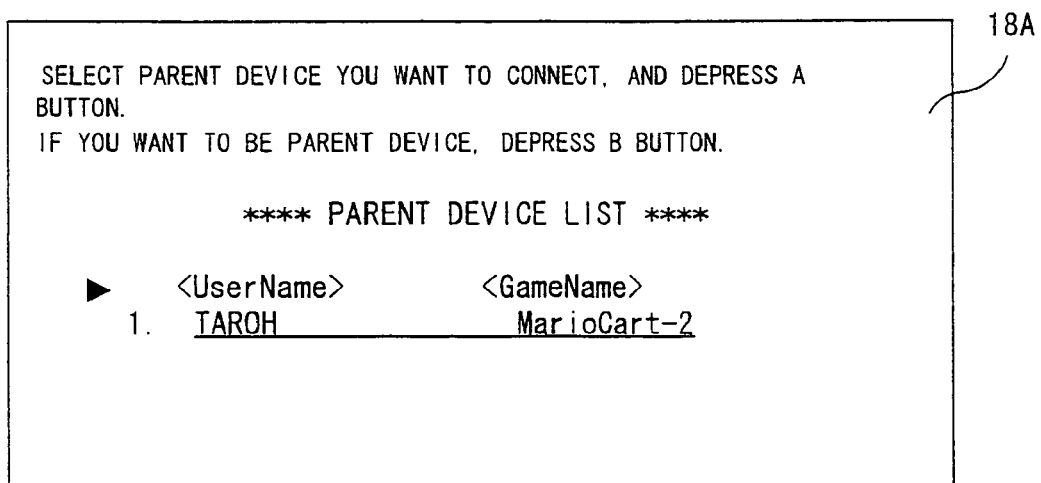 18A
SELECT PARENT DEVICE YOU WANT TO CONNECT, AND DEPRESS A
BUTTON.
IF YOU WANT TO BE PARENT DEVICE, DEPRESS B BUTTON.
**** PARENT DEVICE LIST ****
<UserName> <GameName>
1. TAROH MarioCart-2